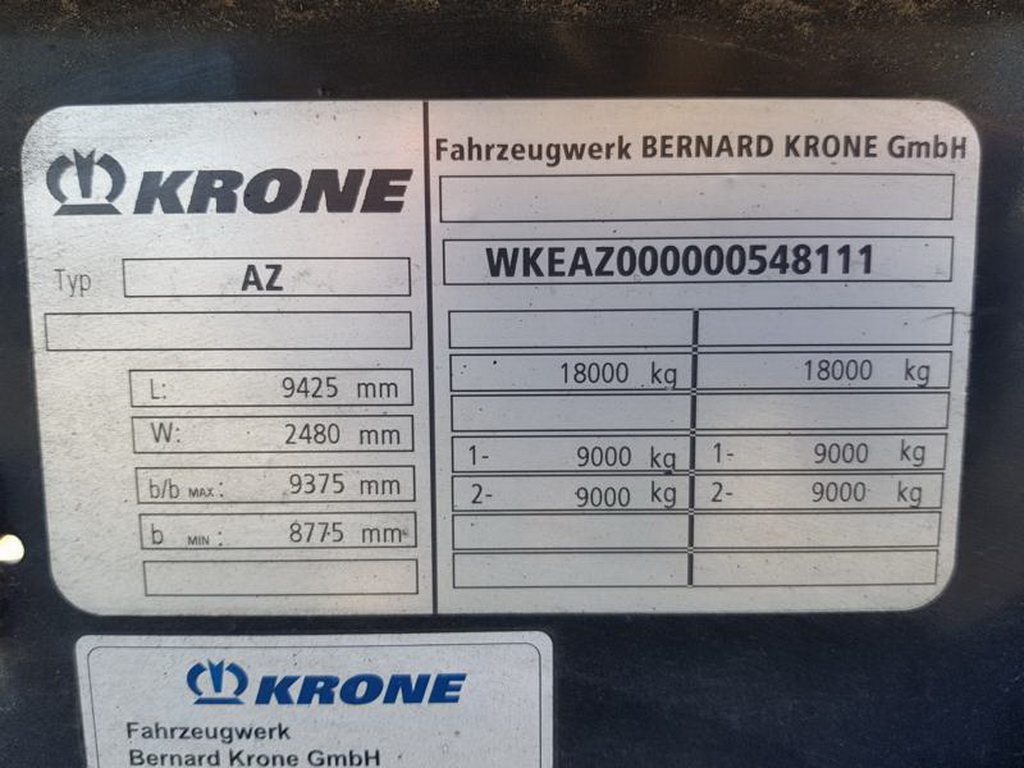 KRONE
Typ AZ
L: 9425 mm
W: 2480 mm
b/b MAX: 9375 mm
b MIN: 8775 mm
Fahrzeugwerk BERNARD KRONE GmbH
WKEAZ000000548111
18000 kg 18000 kg
1- 9000 kg 1- 9000 kg
2- 9000 kg 2- 9000 kg
KRONE
Fahrzeugwerk
Bernard Krone GmbH